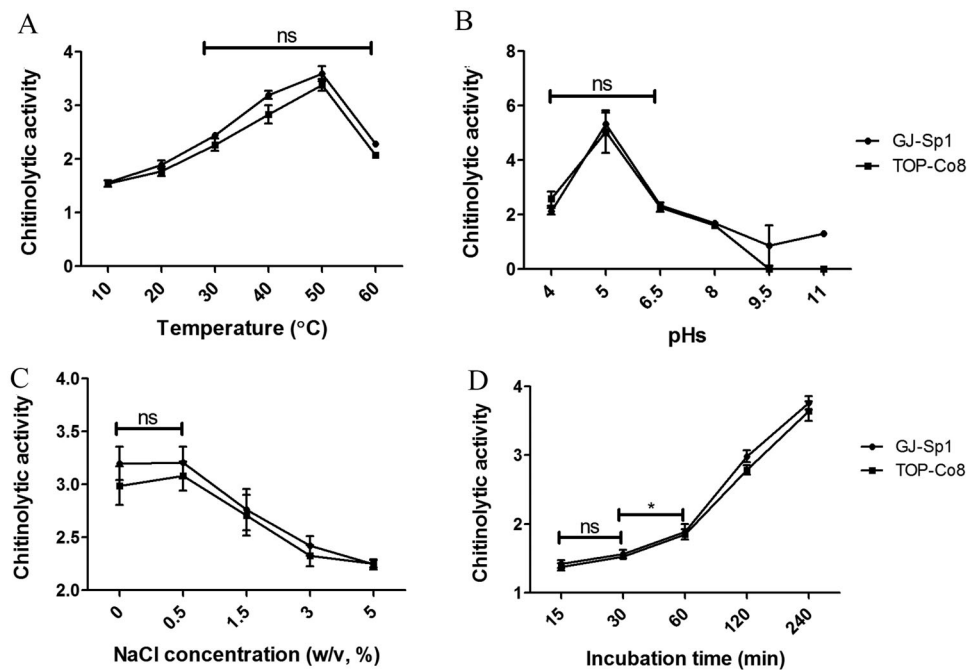 A
ns
Chitinolytic activity
4
3
2
1
0
10
20
30
40
50
60
Temperature (°C)
B
ns
Chitinolytic activity
8
6
4
2
0
4
5
6.5
8
9.5
11
pHs
GJ-Sp1
TOP-Co8
C
ns
Chitinolytic activity
4.0
3.5
3.0
2.5
2.0
0
0.5
1.5
3
5
NaCl concentration (w/v, %)
D
ns
*
Chitinolytic activity
4
3
2
1
15
30
60
120
240
Incubation time (min)
GJ-Sp1
TOP-Co8